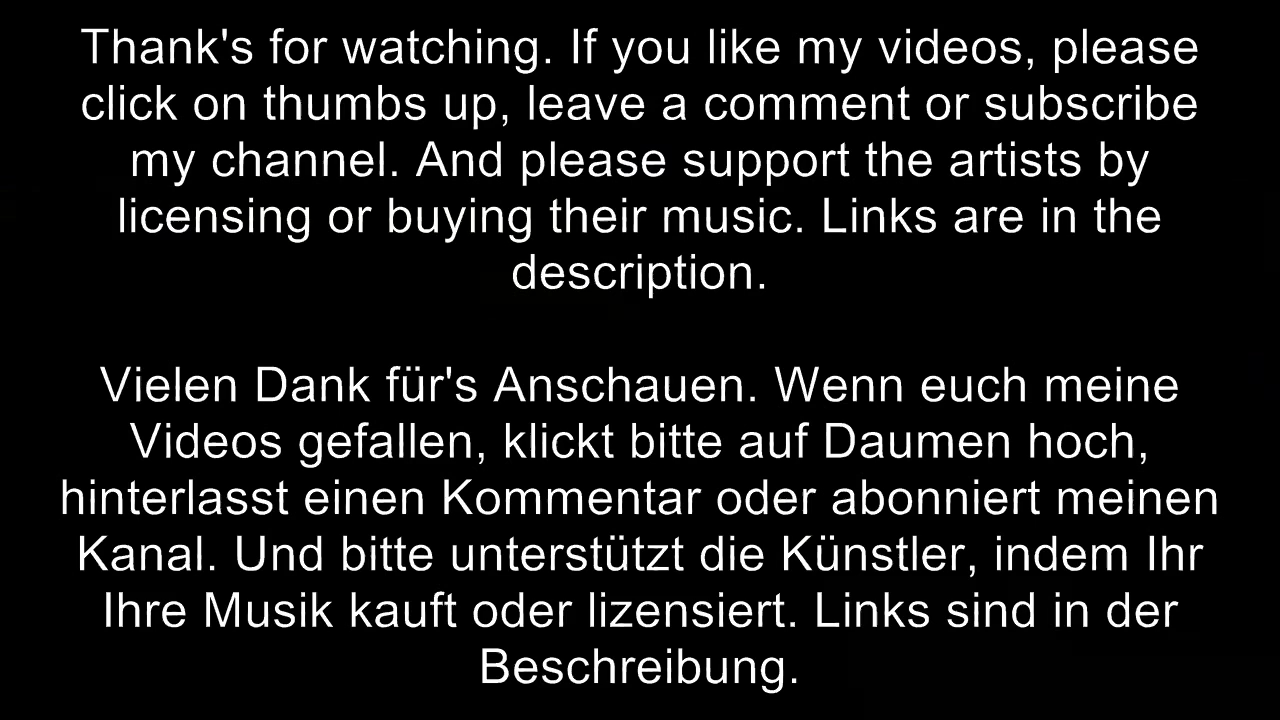 Thank's for watching. If you like my videos, please
click on thumbs up, leave a comment or subscribe
my channel. And please support the artists by
licensing or buying their music. Links are in the
description.
Vielen Dank für's Anschauen. Wenn euch meine
Videos gefallen, klickt bitte auf Daumen hoch,
hinterlasst einen Kommentar oder abonniert meinen
Kanal. Und bitte unterstützt die Künstler, indem Ihr
Ihre Musik kauft oder lizensiert. Links sind in der
Beschreibung.